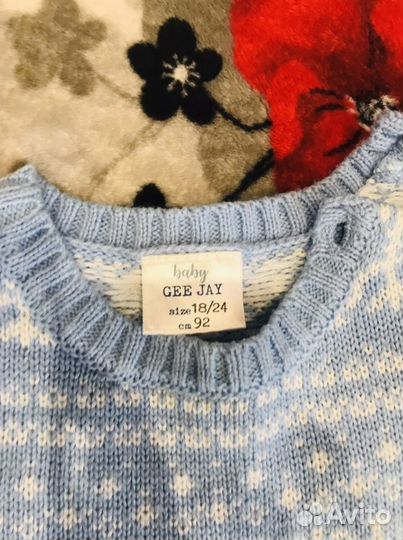 baby
GEE JAY
size 18/24
cm 92
Avito